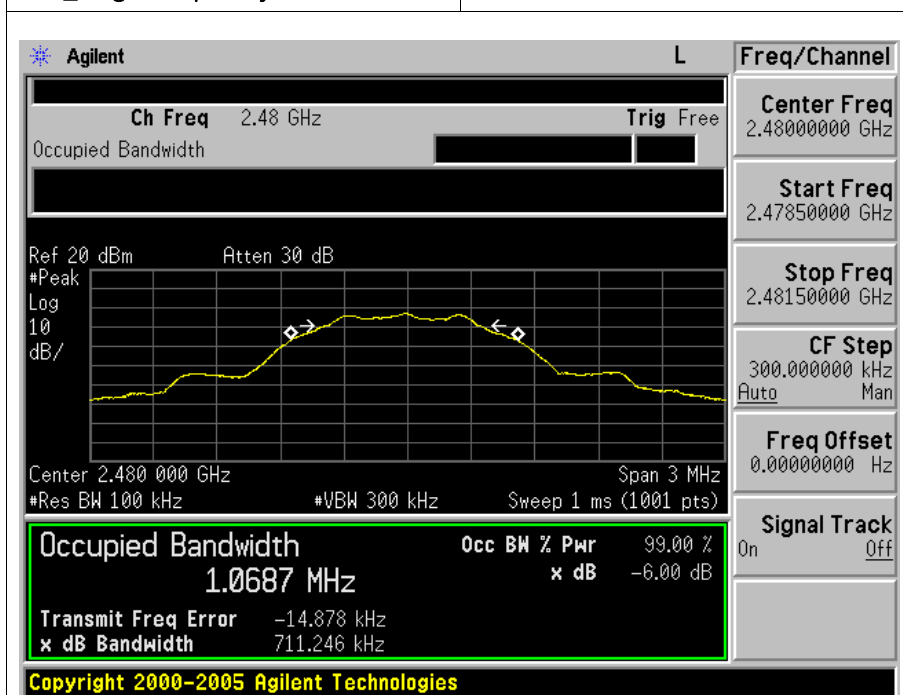 Agilent L Freq/Channel
Ch Freq 2.48 GHz Trig Free
Occupied Bandwidth
Center Freq
2.48000000 GHz
Start Freq
2.47850000 GHz
Ref 20 dBm Atten 30 dB
#Peak
Log
10
dB/
Stop Freq
2.48150000 GHz
CF Step
300.000000 kHz
Auto Man
Freq Offset
0.00000000 Hz
Center 2.480 000 GHz Span 3 MHz
#Res BW 100 kHz #VBW 300 kHz Sweep 1 ms (1001 pts)
Signal Track
On Off
Occupied Bandwidth Occ BW % Pwr 99.00 %
1.0687 MHz x dB -6.00 dB
Transmit Freq Error -14.878 kHz
x dB Bandwidth 711.246 kHz
Copyright 2000-2005 Agilent Technologies